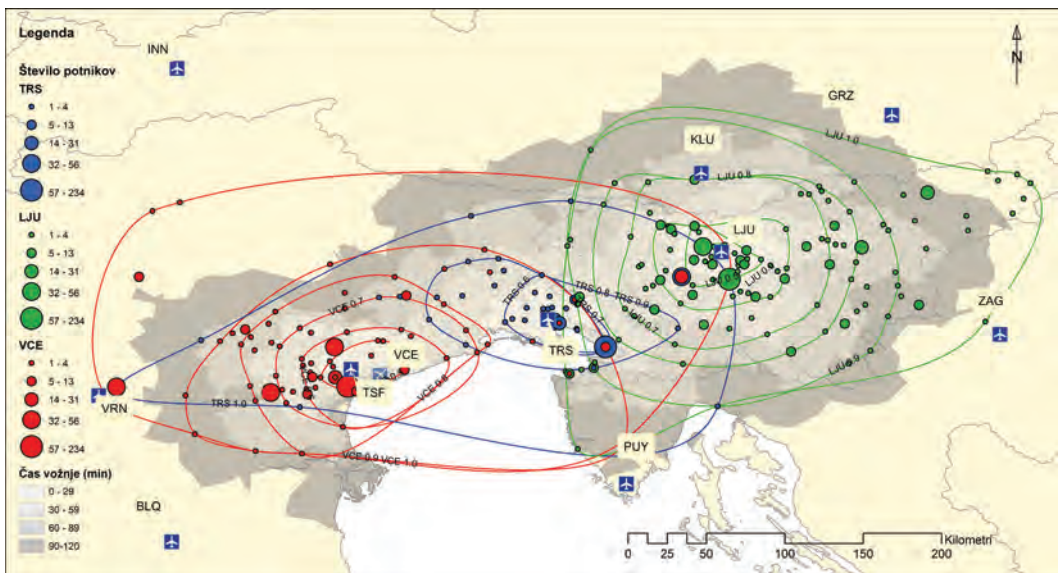 Legenda
Število potnikov
TRS
1 - 4
5 - 13
14 - 31
32 - 56
57 - 234
LJU
1 - 4
5 - 13
14 - 31
32 - 56
57 - 234
VCE
1 - 4
5 - 13
14 - 31
32 - 56
57 - 234
Čas vožnje (min)
0 - 29
30 - 59
60 - 89
90-120
INN
N
GRZ
KLU
LJU 1.0
LJU 0.8
LJU
TRS 0.6
TRS 0.8
TRS 0.9
LJU 0.7
ZAG
VCE 0.7
VCE
TRS
TSF
VRN
TRS 1.0
LJU 0.9
PUY
VCE 0.9
VCE 1.0
BLQ
Kilometri
0 25 50 100 150 200